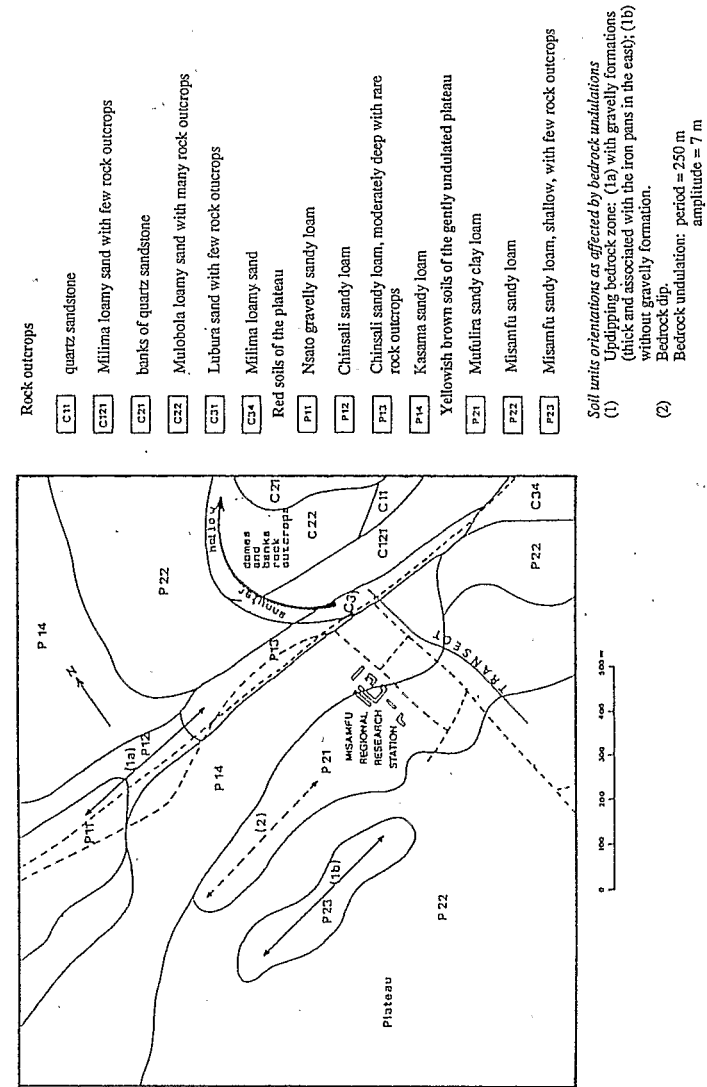 Rock outcrops
C11 quartz sandstone
C121 Milima loamy sand with few rock outcrops
C21 banks of quartz sandstone
C22 Mulobola loamy sand with many rock outcrops
C31 Lubura sand with few rock outcrops
C34 Milima loamy sand
Red soils of the plateau
P11 Nsato gravelly sandy loam
P12 Chinsali sandy loam
P13 Chinsali sandy loam, moderately deep with rare
rock outcrops
P14 Kasama sandy loam
Yellowish brown soils of the gently undulated plateau
P21 Mufulira sandy clay loam
P22 Misamfu sandy loam
P23 Misamfu sandy loam, shallow, with few rock outcrops
Soil units orientations as affected by bedrock undulations
(1) Updipping bedrock zone: (1a) with gravelly formations
(thick and associated with the iron pans in the east); (1b)
without gravelly formation.
(2) Bedrock dip.
Bedrock undulation: period = 250 m
amplitude = 7 m
P 14
N
P 22
hallow
annular
domes
and
banks
rock
outcrops
C21
C22
C11
C121
C31
C34
P22
P13
P12
(1a)
P11
P 14
MISAMFU
REGIONAL
RESEARCH
STATION
TRANSECT
P 21
(2)
(1b)
P23
P 22
Plateau
0 100 200 300 400 500 m